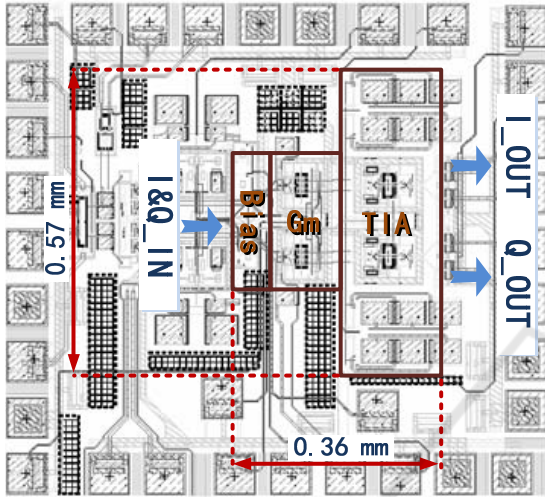 0.57 mm
I&Q_IN
Bias
Gm
TIA
I_OUT
Q_OUT
0.36 mm